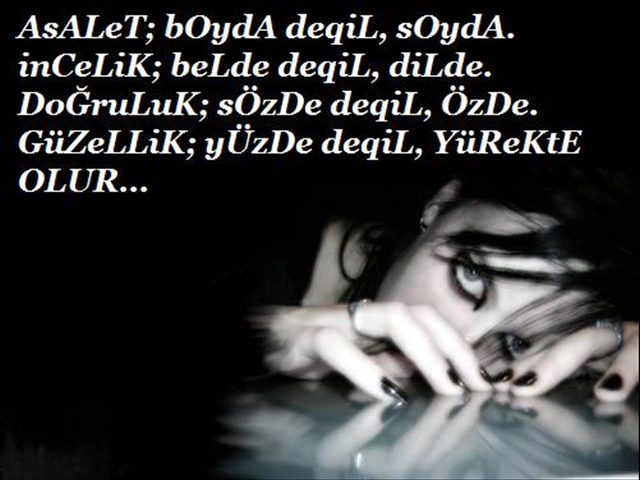 AsALeT; bOydA deqiL, sOydA.
inCeLiK; beLde deqiL, diLde.
DoĞruLuK; sÖzDe deqiL, ÖzDe.
GüZeLLiK; yÜzDe deqiL, YüReKtE
OLUR...